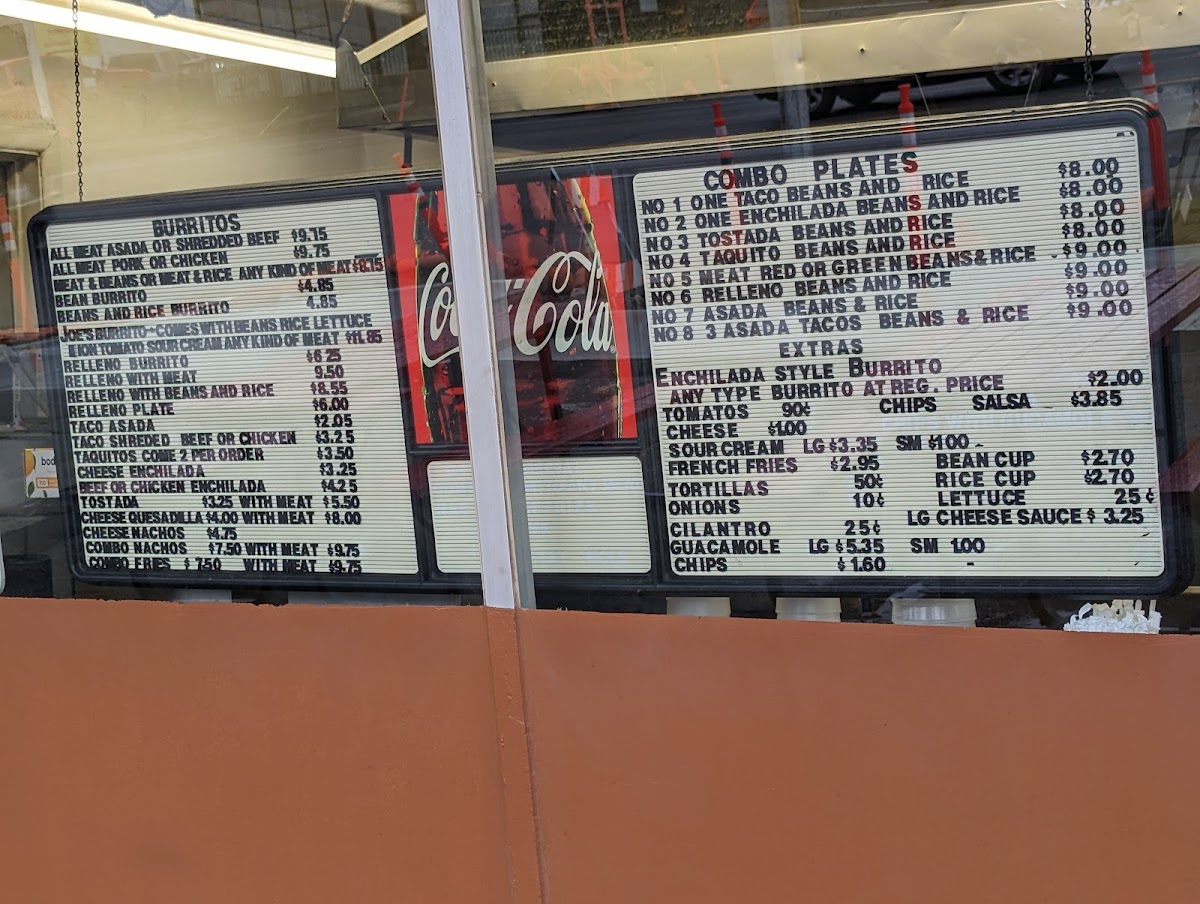 BURRITOS
ALL MEAT ASADA OR SHREDDED BEEF $9.75
ALL MEAT PORK OR CHICKEN $9.75
MEAT & BEANS OR MEAT & RICE ANY KIND OF MEAT $8.75
BEAN BURRITO $4.85
BEANS AND RICE BURRITO 4.85
JOE'S BURRITO-COMES WITH BEANS RICE LETTUCE
ION TOMATO SOUR CREAM ANY KIND OF MEAT $11.85
RELLENO BURRITO $6.25
RELLENO WITH MEAT 9.50
RELLENO WITH BEANS AND RICE $8.55
RELLENO PLATE $6.00
TACO ASADA $2.05
TACO SHREDED BEEF OR CHICKEN $3.25
TAQUITOS COME 2 PER ORDER $3.50
CHEESE ENCHILADA $3.25
BEEF OR CHICKEN ENCHILADA $4.25
TOSTADA $3.25 WITH MEAT $5.50
CHEESE QUESADILLA $4.00 WITH MEAT $8.00
CHEESE NACHOS $4.75
COMBO NACHOS $7.50 WITH MEAT $9.75
COMBO FRIES $7.50 WITH MEAT $9.75
Coca-Cola
COMBO PLATES
NO 1 ONE TACO BEANS AND RICE $8.00
NO 2 ONE ENCHILADA BEANS AND RICE $8.00
NO 3 TOSTADA BEANS AND RICE $8.00
NO 4 TAQUITO BEANS AND RICE $8.00
NO 5 MEAT RED OR GREEN BEANS & RICE $9.00
NO 6 RELLENO BEANS AND RICE $9.00
NO 7 ASADA BEANS & RICE $9.00
NO 8 3 ASADA TACOS BEANS & RICE $9.00
EXTRAS
ENCHILADA STYLE BURRITO
ANY TYPE BURRITO AT REG. PRICE $2.00
TOMATOS 90¢ CHIPS SALSA $3.85
CHEESE $1.00
SOUR CREAM LG $3.35 SM $1.00
FRENCH FRIES $2.95 BEAN CUP $2.70
TORTILLAS 50¢ RICE CUP $2.70
ONIONS 10¢ LETTUCE 25¢
CILANTRO 25¢ LG CHEESE SAUCE $3.25
GUACAMOLE LG $5.35 SM 1.00
CHIPS $1.60